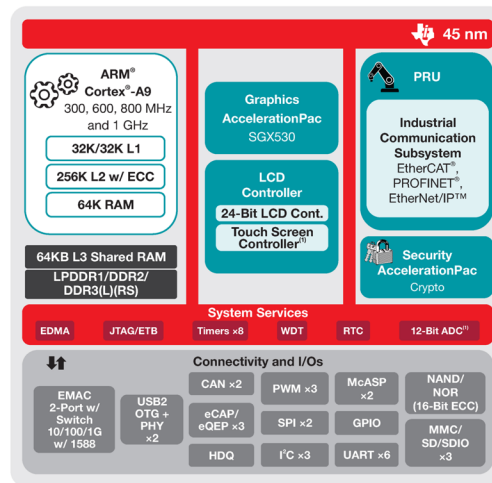 45 nm
ARM®
Cortex®-A9
300, 600, 800 MHz
and 1 GHz
32K/32K L1
256K L2 w/ ECC
64K RAM
64KB L3 Shared RAM
LPDDR1/DDR2/
DDR3(L)(RS)
Graphics
AccelerationPac
SGX530
LCD
Controller
24-Bit LCD Cont.
Touch Screen
Controller(1)
PRU
Industrial
Communication
Subsystem
EtherCAT®,
PROFINET®,
EtherNet/IP™
Security
AccelerationPac
Crypto
System Services
EDMA
JTAG/ETB
Timers ×8
WDT
RTC
12-Bit ADC(1)
Connectivity and I/Os
EMAC
2-Port w/
Switch
10/100/1G
w/ 1588
USB2
OTG +
PHY
×2
CAN ×2
eCAP/
eQEP ×3
HDQ
PWM ×3
SPI ×2
I²C ×3
McASP
×2
GPIO
UART ×6
NAND/
NOR
(16-Bit ECC)
MMC/
SD/SDIO
×3